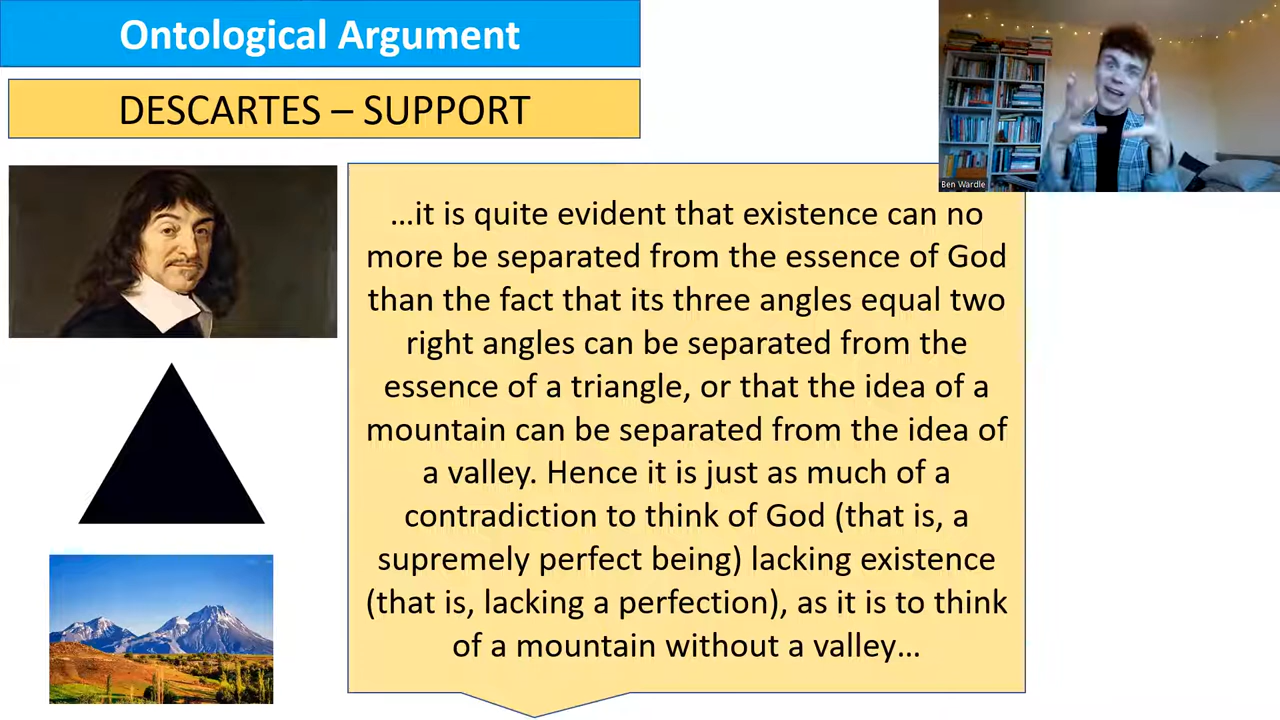 Ontological Argument
DESCARTES – SUPPORT
Ben Wardle
...it is quite evident that existence can no
more be separated from the essence of God
than the fact that its three angles equal two
right angles can be separated from the
essence of a triangle, or that the idea of a
mountain can be separated from the idea of
a valley. Hence it is just as much of a
contradiction to think of God (that is, a
supremely perfect being) lacking existence
(that is, lacking a perfection), as it is to think
of a mountain without a valley...